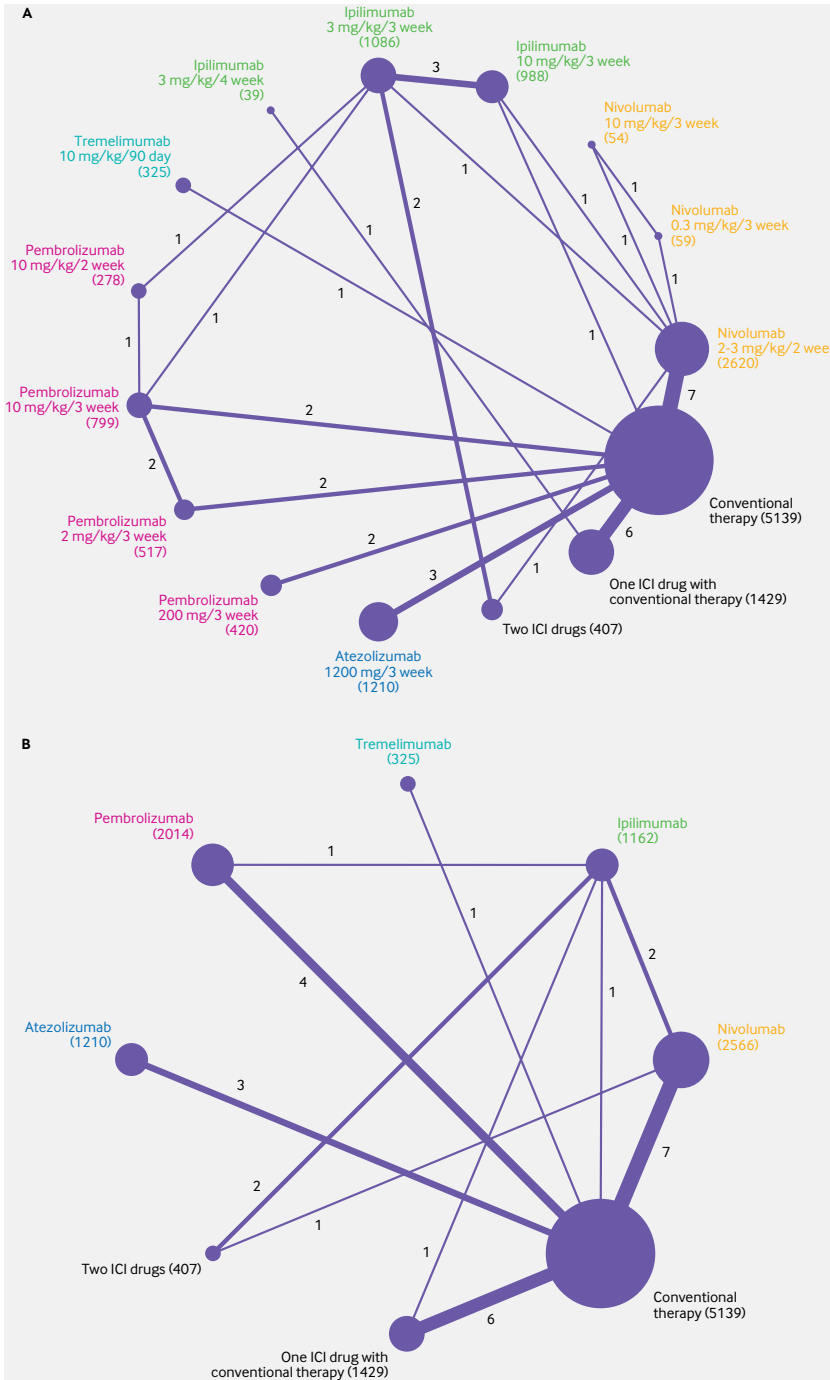 A
Ipilimumab
3 mg/kg/3 week
(1086)
Ipilimumab
10 mg/kg/3 week
(988)
Ipilimumab
3 mg/kg/4 week
(39)
3
Nivolumab
10 mg/kg/3 week
(54)
Tremelimumab
10 mg/kg/90 day
(325)
1
1
1
2
Nivolumab
0.3 mg/kg/3 week
(59)
1
1
1
Pembrolizumab
10 mg/kg/2 week
(278)
1
1
1
1
Nivolumab
2-3 mg/kg/2 wee
(2620)
1
7
Pembrolizumab
10 mg/kg/3 week
(799)
2
2
2
Conventional
therapy (5139)
Pembrolizumab
2 mg/kg/3 week
(517)
2
6
3
1
One ICI drug with
conventional therapy (1429)
Pembrolizumab
200 mg/3 week
(420)
Two ICI drugs (407)
Atezolizumab
1200 mg/3 week
(1210)
B
Tremelimumab
(325)
Pembrolizumab
(2014)
Ipilimumab
(1162)
1
1
2
4
1
Atezolizumab
(1210)
Nivolumab
(2566)
3
7
2
1
1
Two ICI drugs (407)
Conventional
therapy (5139)
6
One ICI drug with
conventional therapy (1429)